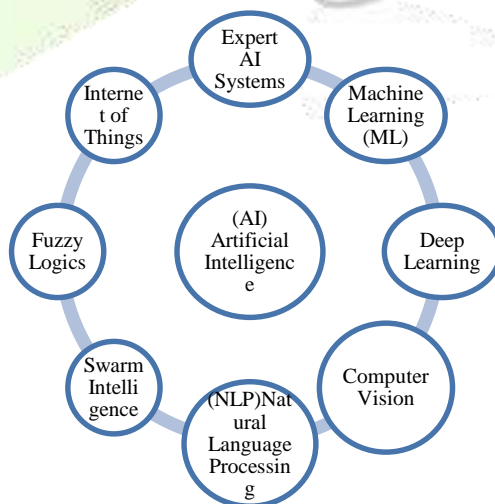 Expert
AI
Systems
Machine
Learning
(ML)
Deep
Learning
Computer
Vision
(NLP)Nat
ural
Language
Processin
g
Swarm
Intelli
gence
Fuzzy
Logics
Interne
t of
Things
(AI)
Artificial
Intelligenc
e